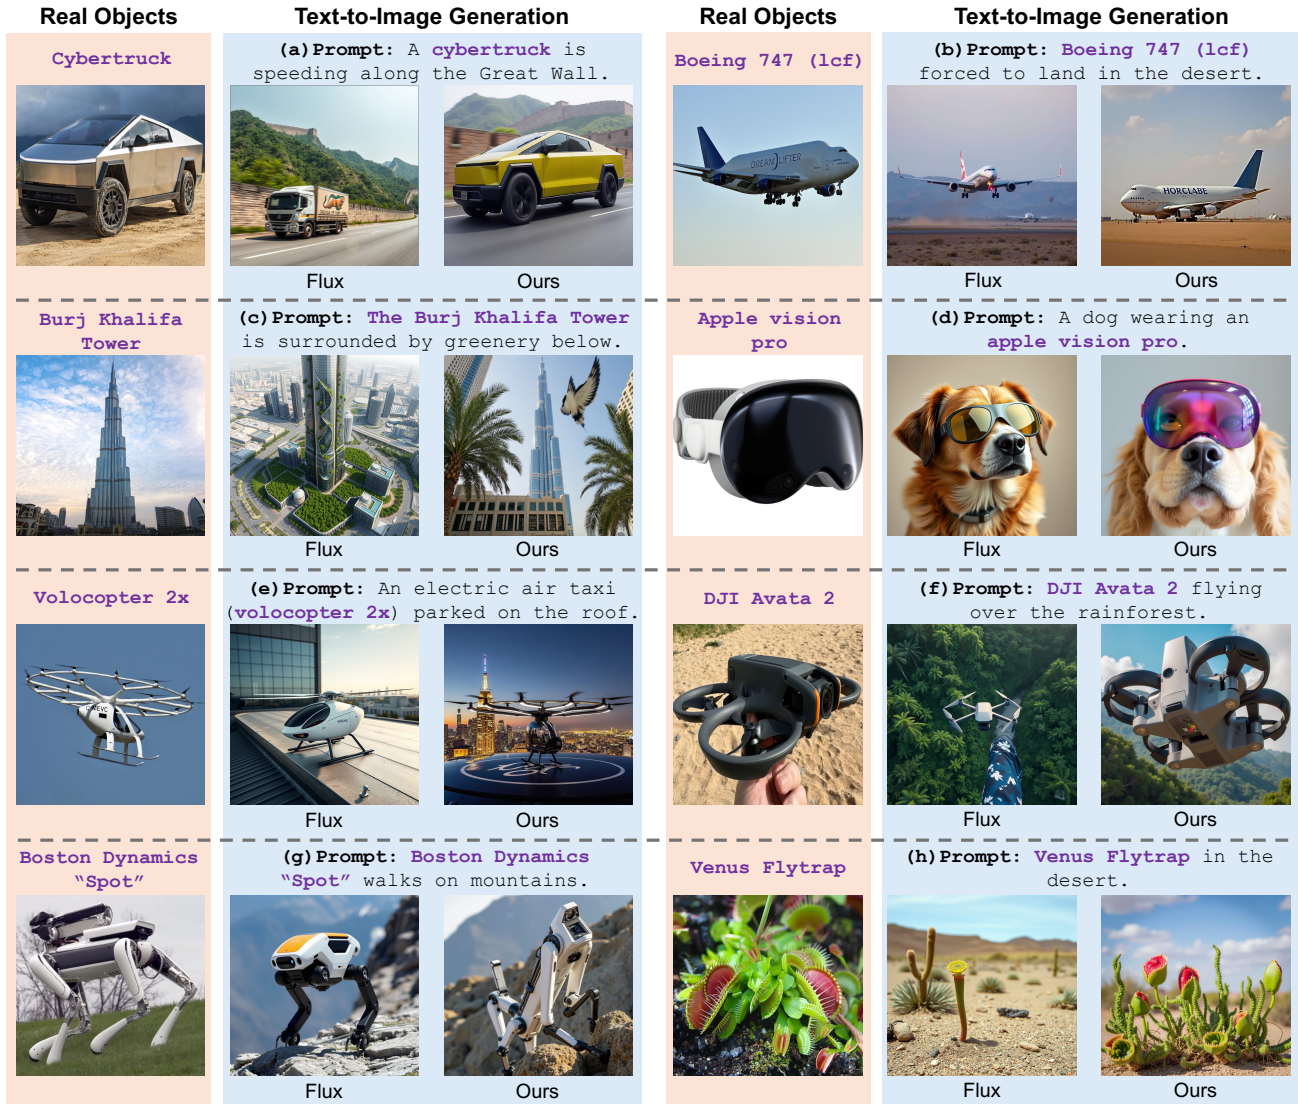 Real Objects
Text-to-Image Generation
Real Objects
Text-to-Image Generation
Cybertruck
(a)Prompt: A cybertruck is
speeding along the Great Wall.
Flux
Ours
Boeing 747 (lcf)
DREAMLIFTER
(b)Prompt: Boeing 747 (lcf)
forced to land in the desert.
HORCLABE
Flux
Ours
Burj Khalifa
Tower
(c)Prompt: The Burj Khalifa Tower
is surrounded by greenery below.
Flux
Ours
Apple vision
pro
(d)Prompt: A dog wearing an
apple vision pro.
Flux
Ours
Volocopter 2x
(e)Prompt: An electric air taxi
(volocopter 2x) parked on the roof.
Flux
Ours
DJI Avata 2
(f)Prompt: DJI Avata 2 flying
over the rainforest.
Flux
Ours
Boston Dynamics
“Spot”
(g)Prompt: Boston Dynamics
“Spot” walks on mountains.
Flux
Ours
Venus Flytrap
(h)Prompt: Venus Flytrap in the
desert.
Flux
Ours